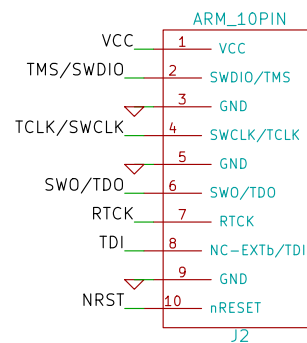 ARM_10PIN
VCC 1 VCC
TMS/SWDIO 2 SWDIO/TMS
3 GND
TCLK/SWCLK 4 SWCLK/TCLK
5 GND
SWO/TDO 6 SWO/TDO
RTCK 7 RTCK
TDI 8 NC-EXTb/TDI
9 GND
NRST 10 nRESET
J2